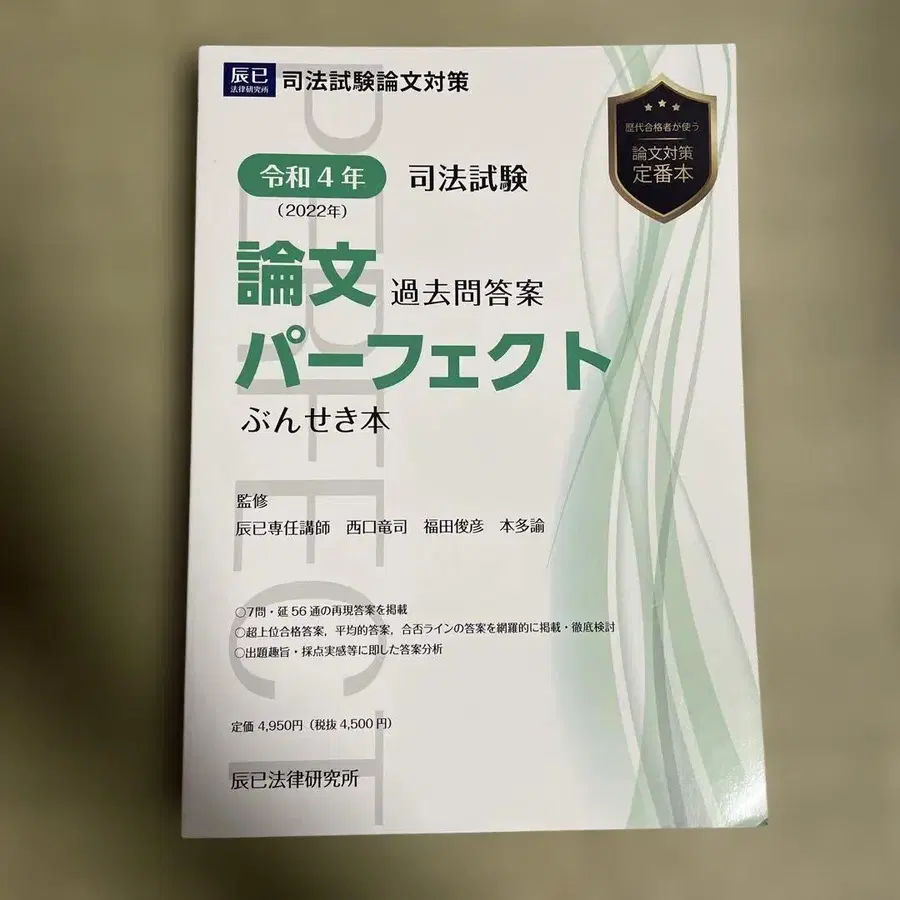 辰已
法律研究所
司法試験論文対策
歴代合格者が使う
論文対策
定番本
令和4年
司法試験
(2022年)
論文 過去問答案
パーフェクト
ぶんせき本
PERFECT
監修
辰已専任講師 西口竜司 福田俊彦 本多諭
○7問・延56通の再現答案を掲載
○超上位合格答案,平均的答案,合否ラインの答案を網羅的に掲載・徹底検討
○出題趣旨・採点実感等に即した答案分析
定価 4,950円(税抜 4,500円)
辰已法律研究所